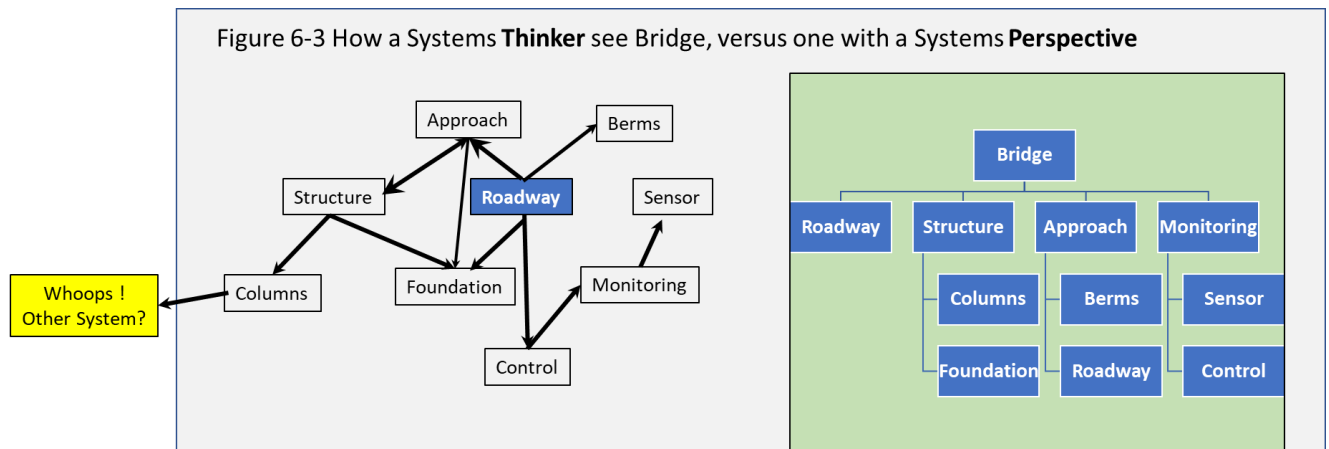 Figure 6-3 How a Systems Thinker see Bridge, versus one with a Systems Perspective
Approach
Berms
Structure
Roadway
Sensor
Whoops !
Other System?
Columns
Foundation
Monitoring
Control
Bridge
Roadway
Structure
Approach
Monitoring
Columns
Berms
Sensor
Foundation
Roadway
Control